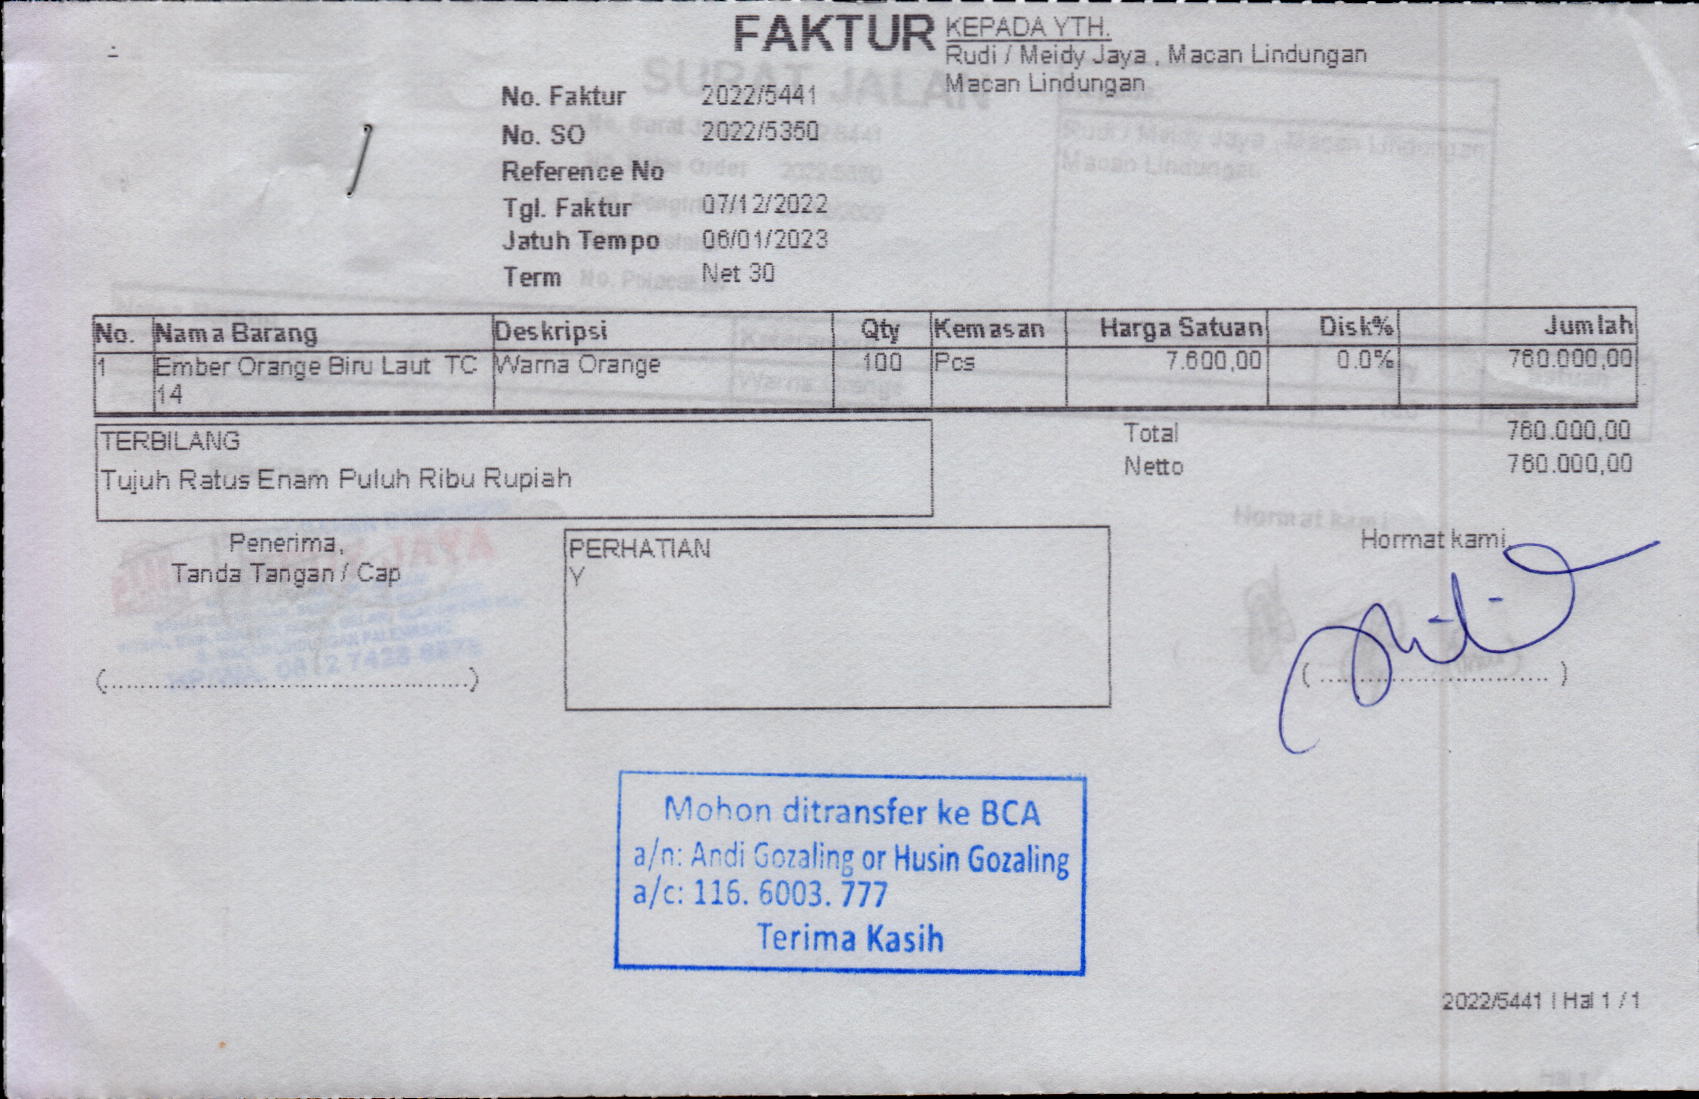 FAKTUR
KEPADA YTH.
Rudi / Meidy Jaya , Macan Lindungan
Macan Lindungan
No. Faktur 2022/5441
No. SO 2022/5350
Reference No
Tgl. Faktur 07/12/2022
Jatuh Tempo 06/01/2023
Term Net 30
SURAT JALAN
No. Nama Barang Deskripsi Qty Kemasan Harga Satuan Disk% Jumlah
1 Ember Orange Biru Laut TC Warna Orange 100 Pcs 7.600,00 0.0% 760.000,00
14
TERBILANG
Tujuh Ratus Enam Puluh Ribu Rupiah
Total 760.000,00
Netto 760.000,00
Penerima,
Tanda Tangan / Cap
(....................................................)
PERHATIAN
Y
Hormat kami,
(................................)
Mohon ditransfer ke BCA
a/n: Andi Gozaling or Husin Gozaling
a/c: 116. 6003. 777
Terima Kasih
2022/5441 | Hal 1 / 1